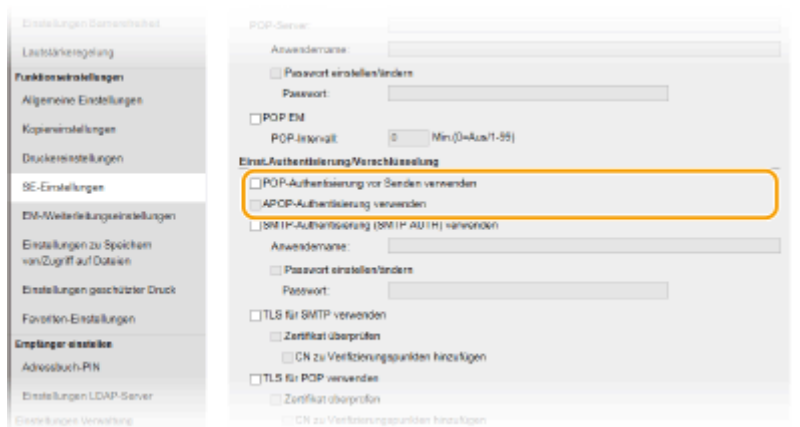 Einstellungen Barrierefreiheit
Lautstärkeregelung
Funktionseinstellungen
Allgemeine Einstellungen
Kopiereinstellungen
Druckereinstellungen
SE-Einstellungen
EM-/Weiterleitungseinstellungen
Einstellungen zu Speichern
von/Zugriff auf Dateien
Einstellungen geschützter Druck
Favoriten-Einstellungen
Empfänger einstellen
Adressbuch-PIN
Einstellungen LDAP-Server
Einstellungen Verwaltung
POP-Server:
Anwendername:
Passwort einstellen/ändern
Passwort:
POP EM
POP-Intervall: 0 Min.(0=Aus/1-99)
Einst.Authentisierung/Verschlüsselung
POP-Authentisierung vor Senden verwenden
APOP-Authentisierung verwenden
SMTP-Authentisierung (SMTP AUTH) verwenden
Anwendername:
Passwort einstellen/ändern
Passwort:
TLS für SMTP verwenden
Zertifikat überprüfen
CN zu Verifizierungspunkten hinzufügen
TLS für POP verwenden
Zertifikat überprüfen
CN zu Verifizierungspunkten hinzufügen